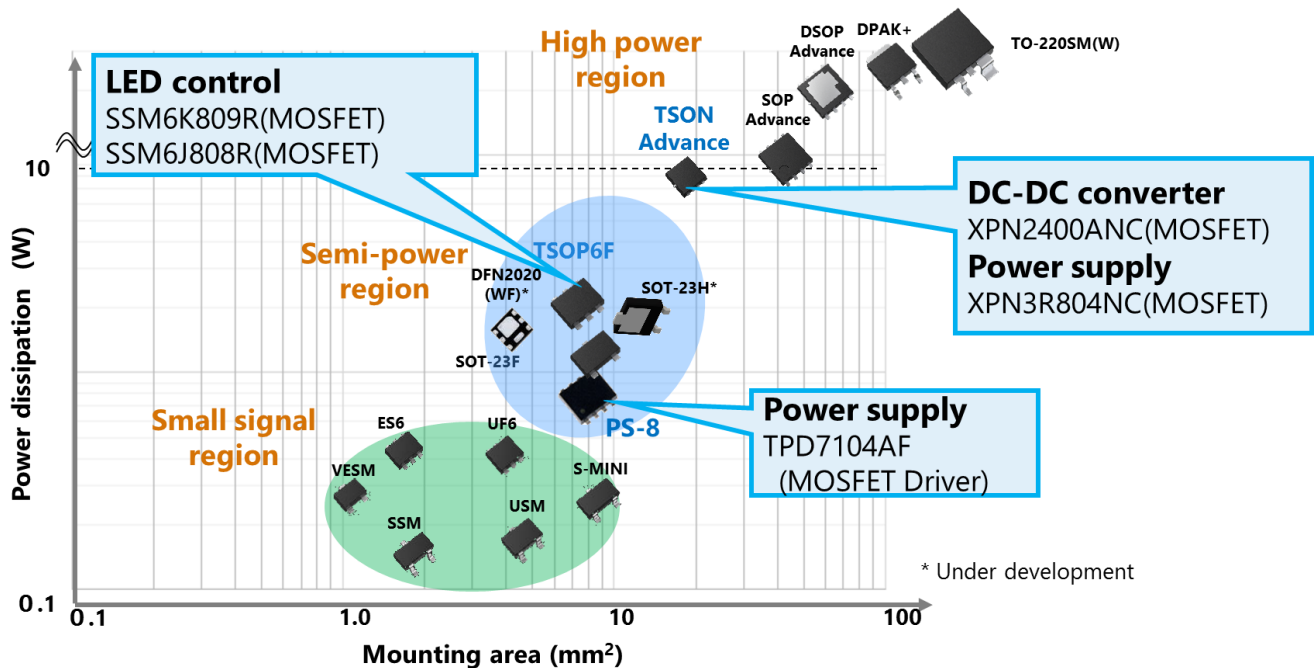 High power
region
DSOP
Advance
DPAK+
TO-220SM(W)
LED control
SSM6K809R(MOSFET)
SSM6J808R(MOSFET)
TSON
Advance
SOP
Advance
10
DC-DC converter
XPN2400ANC(MOSFET)
Power supply
XPN3R804NC(MOSFET)
Semi-power
region
TSOP6F
DFN2020
(WF)*
SOT-23H*
SOT-23F
Power dissipation (W)
Small signal
region
PS-8
Power supply
TPD7104AF
(MOSFET Driver)
ES6
UF6
VESM
S-MINI
SSM
USM
* Under development
0.1
0.1
1.0
10
100
Mounting area (mm²)